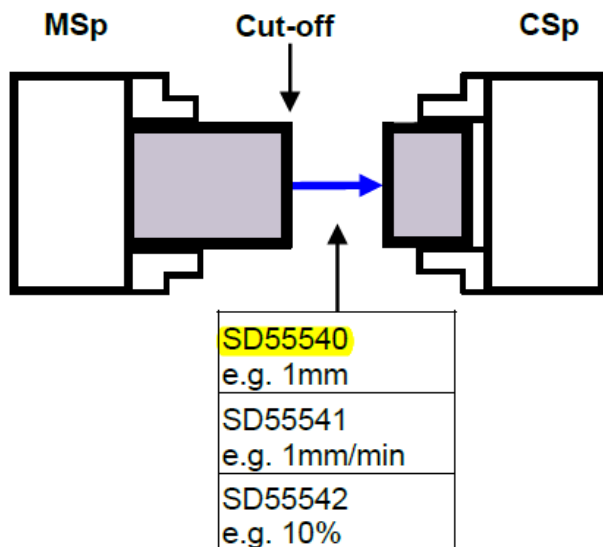 MSp
Cut-off
CSp
SD55540
e.g. 1mm
SD55541
e.g. 1mm/min
SD55542
e.g. 10%